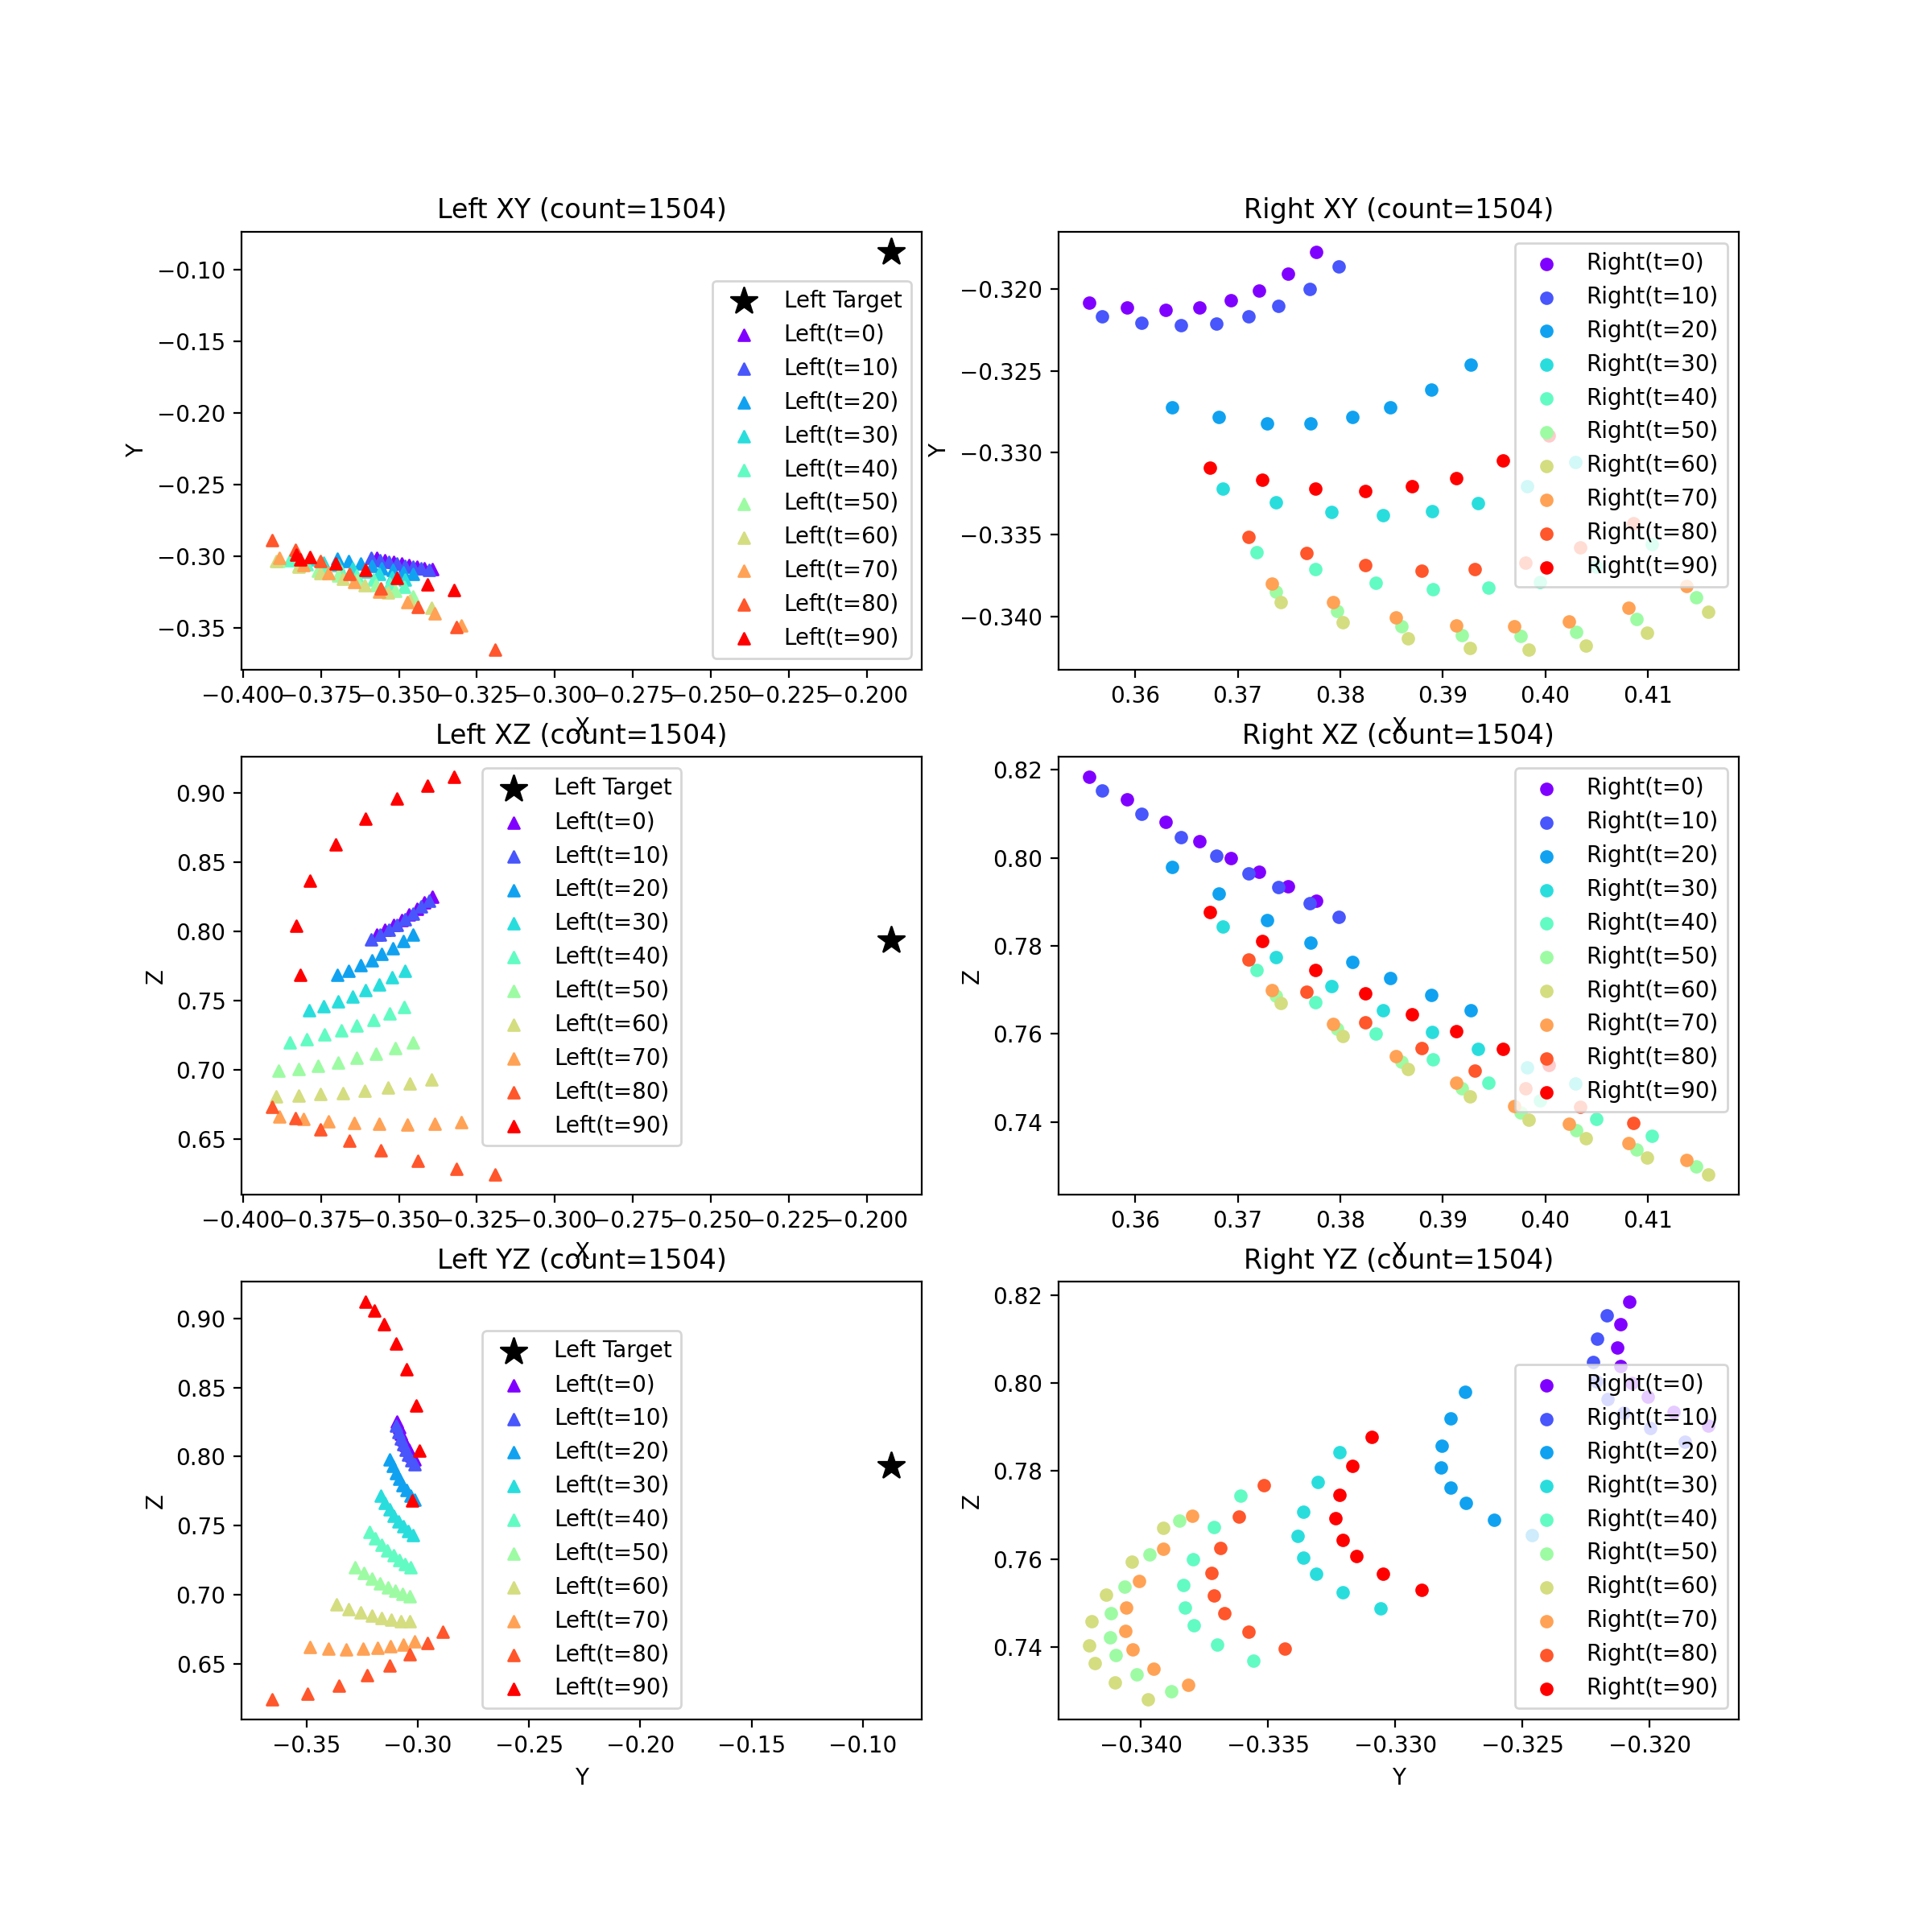 Left XY (count=1504)
Y
−0.10
−0.15
−0.20
−0.25
−0.30
−0.35
Left Target
Left(t=0)
Left(t=10)
Left(t=20)
Left(t=30)
Left(t=40)
Left(t=50)
Left(t=60)
Left(t=70)
Left(t=80)
Left(t=90)
−0.400 −0.375 −0.350 −0.325 −0.300 −0.275 −0.250 −0.225 −0.200
X
Right XY (count=1504)
Y
−0.320
−0.325
−0.330
−0.335
−0.340
Right(t=0)
Right(t=10)
Right(t=20)
Right(t=30)
Right(t=40)
Right(t=50)
Right(t=60)
Right(t=70)
Right(t=80)
Right(t=90)
0.36 0.37 0.38 0.39 0.40 0.41
X
Left XZ (count=1504)
Z
0.90
0.85
0.80
0.75
0.70
0.65
Left Target
Left(t=0)
Left(t=10)
Left(t=20)
Left(t=30)
Left(t=40)
Left(t=50)
Left(t=60)
Left(t=70)
Left(t=80)
Left(t=90)
−0.400 −0.375 −0.350 −0.325 −0.300 −0.275 −0.250 −0.225 −0.200
X
Right XZ (count=1504)
Z
0.82
0.80
0.78
0.76
0.74
Right(t=0)
Right(t=10)
Right(t=20)
Right(t=30)
Right(t=40)
Right(t=50)
Right(t=60)
Right(t=70)
Right(t=80)
Right(t=90)
0.36 0.37 0.38 0.39 0.40 0.41
X
Left YZ (count=1504)
Z
0.90
0.85
0.80
0.75
0.70
0.65
Left Target
Left(t=0)
Left(t=10)
Left(t=20)
Left(t=30)
Left(t=40)
Left(t=50)
Left(t=60)
Left(t=70)
Left(t=80)
Left(t=90)
−0.35 −0.30 −0.25 −0.20 −0.15 −0.10
Y
Right YZ (count=1504)
Z
0.82
0.80
0.78
0.76
0.74
Right(t=0)
Right(t=10)
Right(t=20)
Right(t=30)
Right(t=40)
Right(t=50)
Right(t=60)
Right(t=70)
Right(t=80)
Right(t=90)
−0.340 −0.335 −0.330 −0.325 −0.320
Y